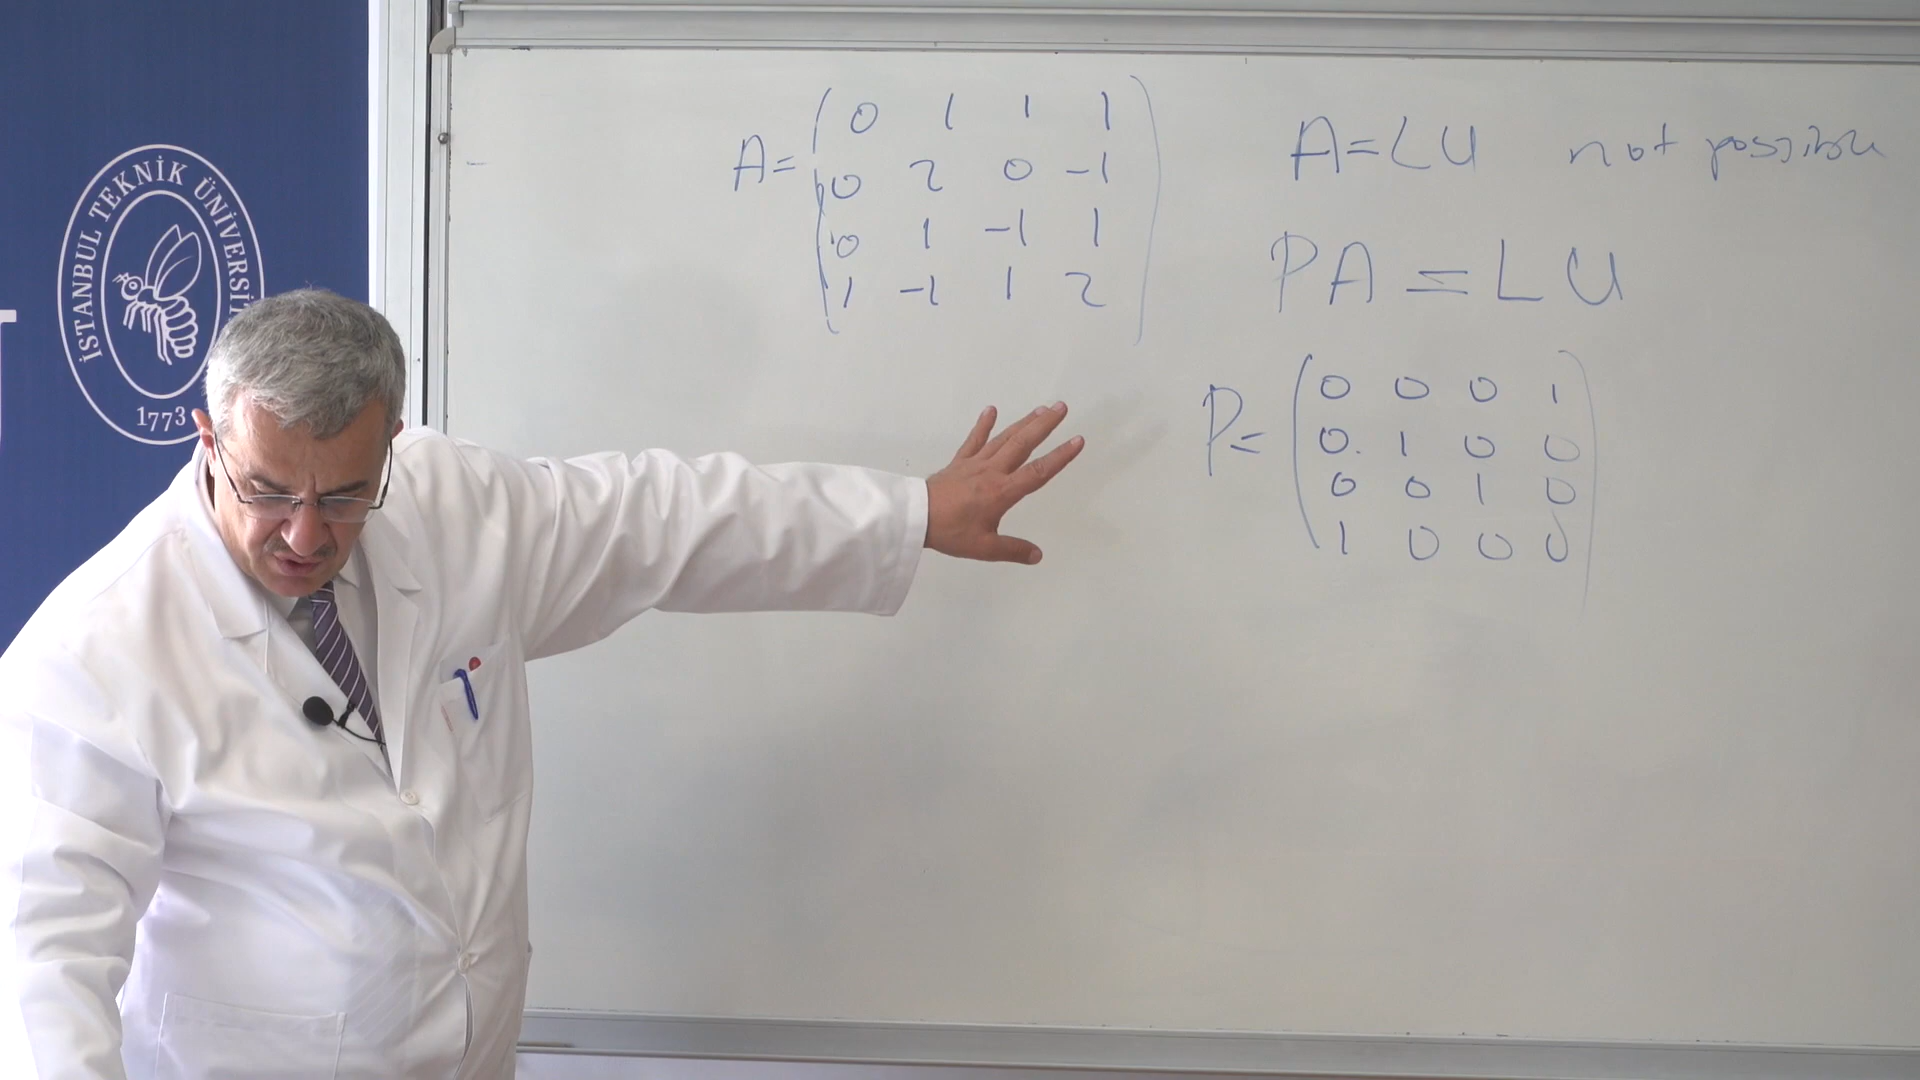 İSTANBUL TEKNİK ÜNİVERSİ
1773
A = ( 0 1 1 1
0 2 0 -1
0 1 -1 1
1 -1 1 2 )
A = LU not possible
PA = LU
P = ( 0 0 0 1
0 1 0 0
0 0 1 0
1 0 0 0 )